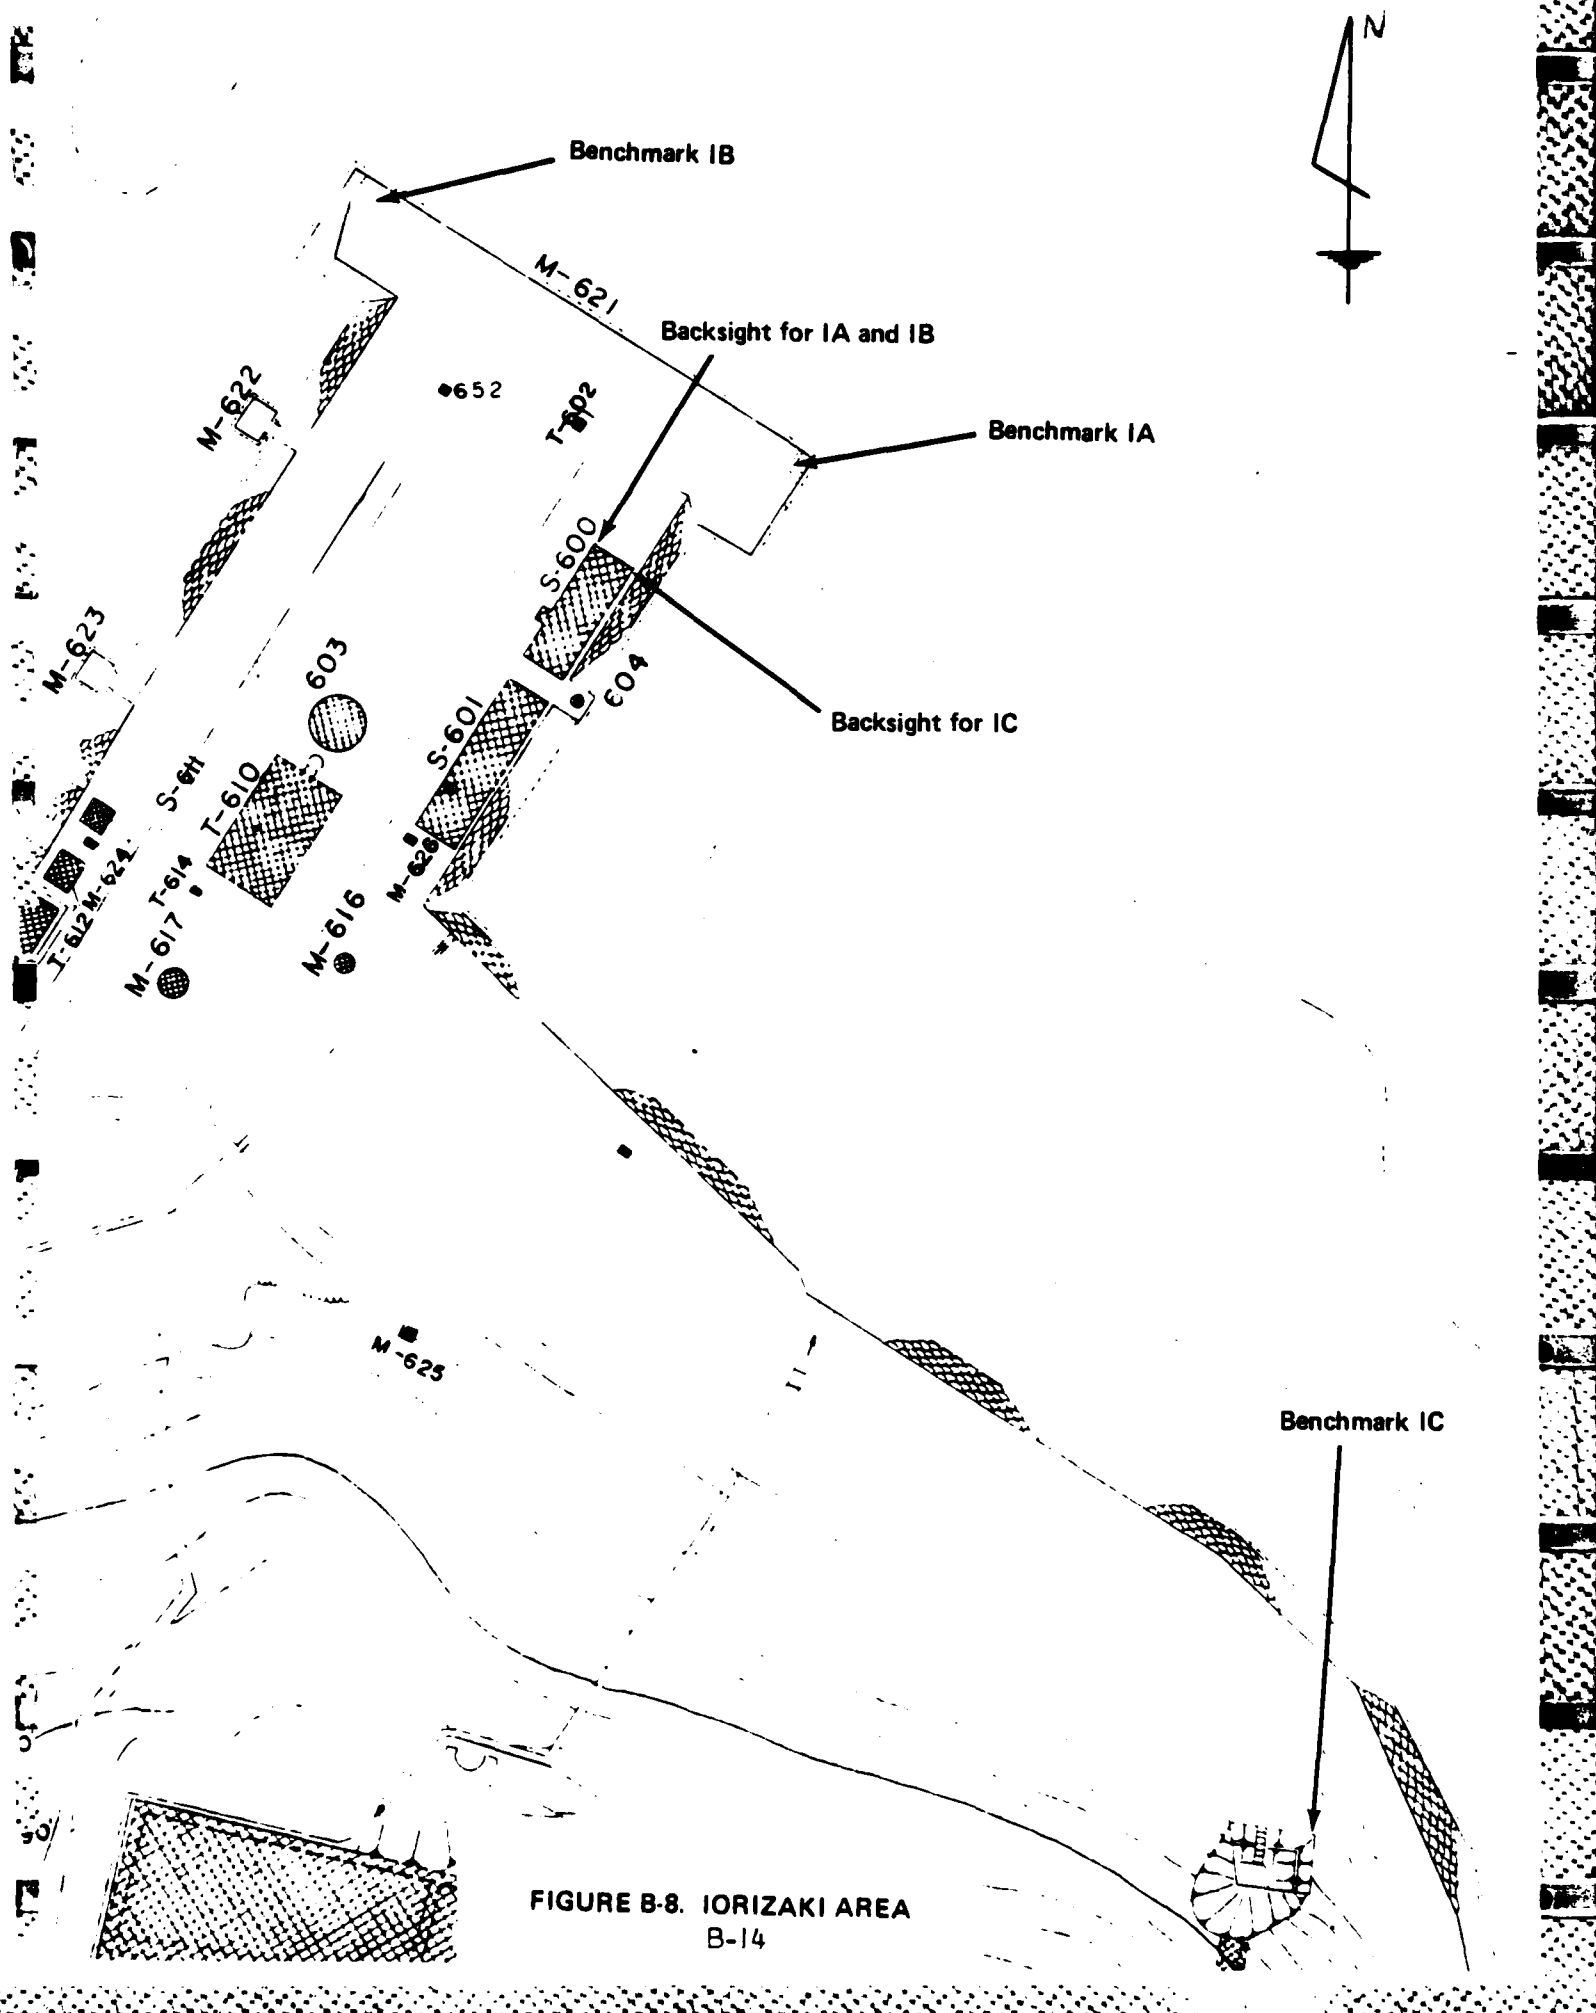 N
Benchmark IB
M-621
Backsight for IA and IB
M-622
652
T-602
Benchmark IA
S-600
M-623
603
604
S-601
Backsight for IC
S-611
T-610
M-626
T-614
M-624
M-616
T-612
M-617
M-625
11
Benchmark IC
FIGURE B-8. IORIZAKI AREA
B-14